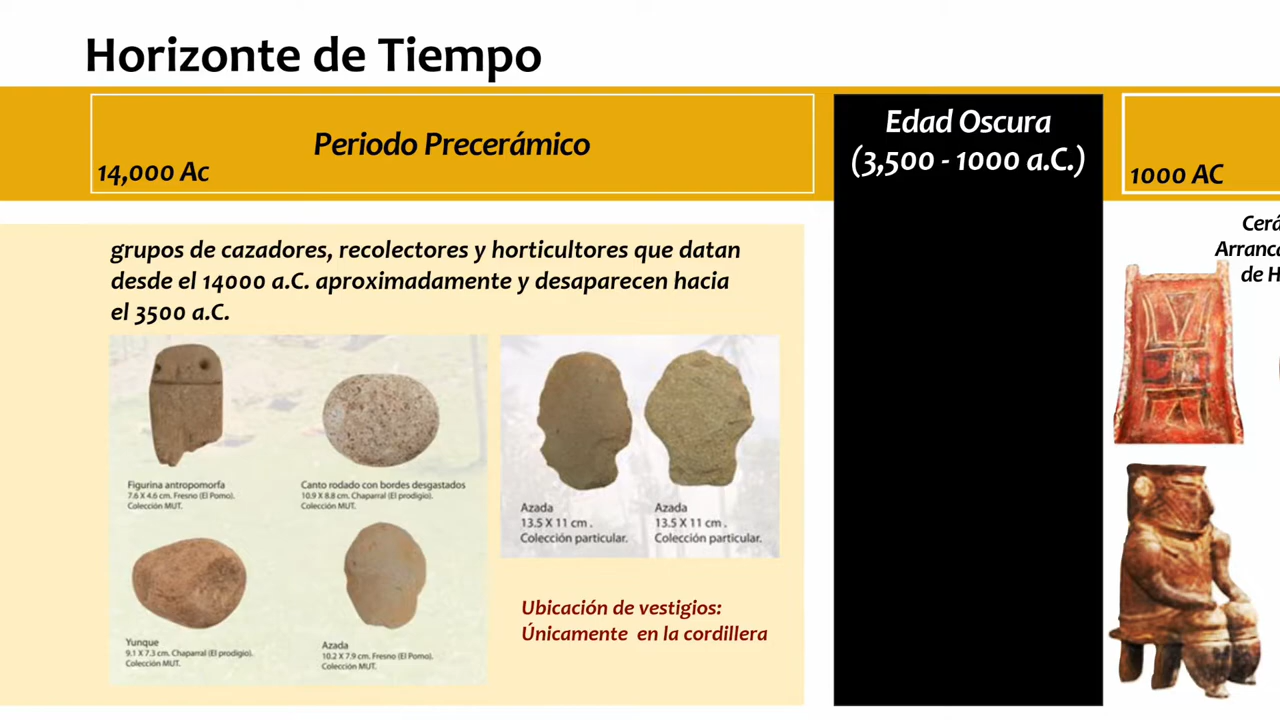 Horizonte de Tiempo
Periodo Precerámico
14,000 Ac
Edad Oscura
(3,500 - 1000 a.C.)
1000 AC
grupos de cazadores, recolectores y horticultores que datan
desde el 14000 a.C. aproximadamente y desaparecen hacia
el 3500 a.C.
Figurina antropomorfa
7.6 X 4.6 cm. Fresno (El Pomo).
Colección MUT.
Canto rodado con bordes desgastados
10.9 X 8.8 cm. Chaparral (El prodigio).
Colección MUT.
Yunque
9.1 X 7.3 cm. Chaparral (El prodigio).
Colección MUT.
Azada
10.2 X 7.9 cm. Fresno (El Pomo).
Colección MUT.
Azada
13.5 X 11 cm .
Colección particular.
Azada
13.5 X 11 cm .
Colección particular.
Ubicación de vestigios:
Únicamente en la cordillera
Cerá
Arranca
de H